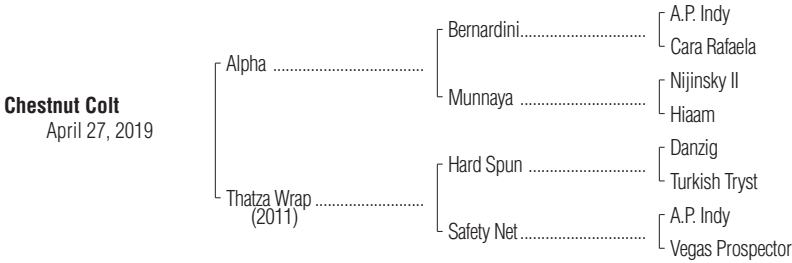 A.P. Indy
Bernardini..............................
Cara Rafaela
Alpha ....................................
Nijinsky II
Munnaya ..............................
Hiaam
Chestnut Colt
April 27, 2019
Danzig
Hard Spun ............................
Turkish Tryst
Thatza Wrap ..........................
(2011)
A.P. Indy
Safety Net..............................
Vegas Prospector